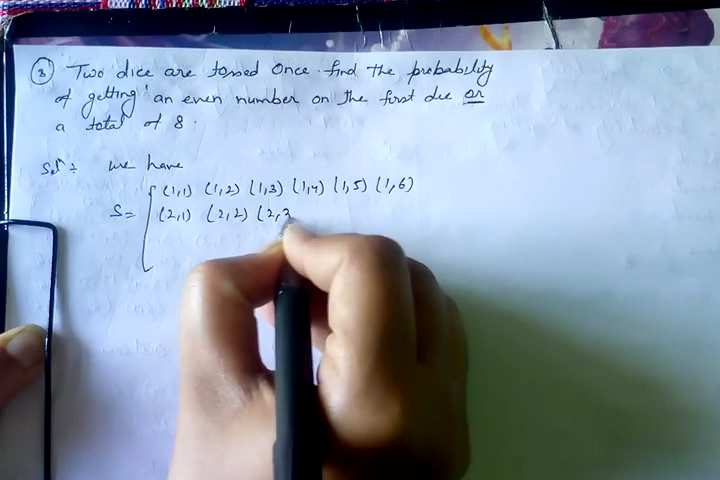 ③ Two dice are tossed once. find the probability
of getting an even number on the first die or
a total of 8.
Solⁿ: we have
(1,1) (1,2) (1,3) (1,4) (1,5) (1,6)
S= (2,1) (2,2) (2,3